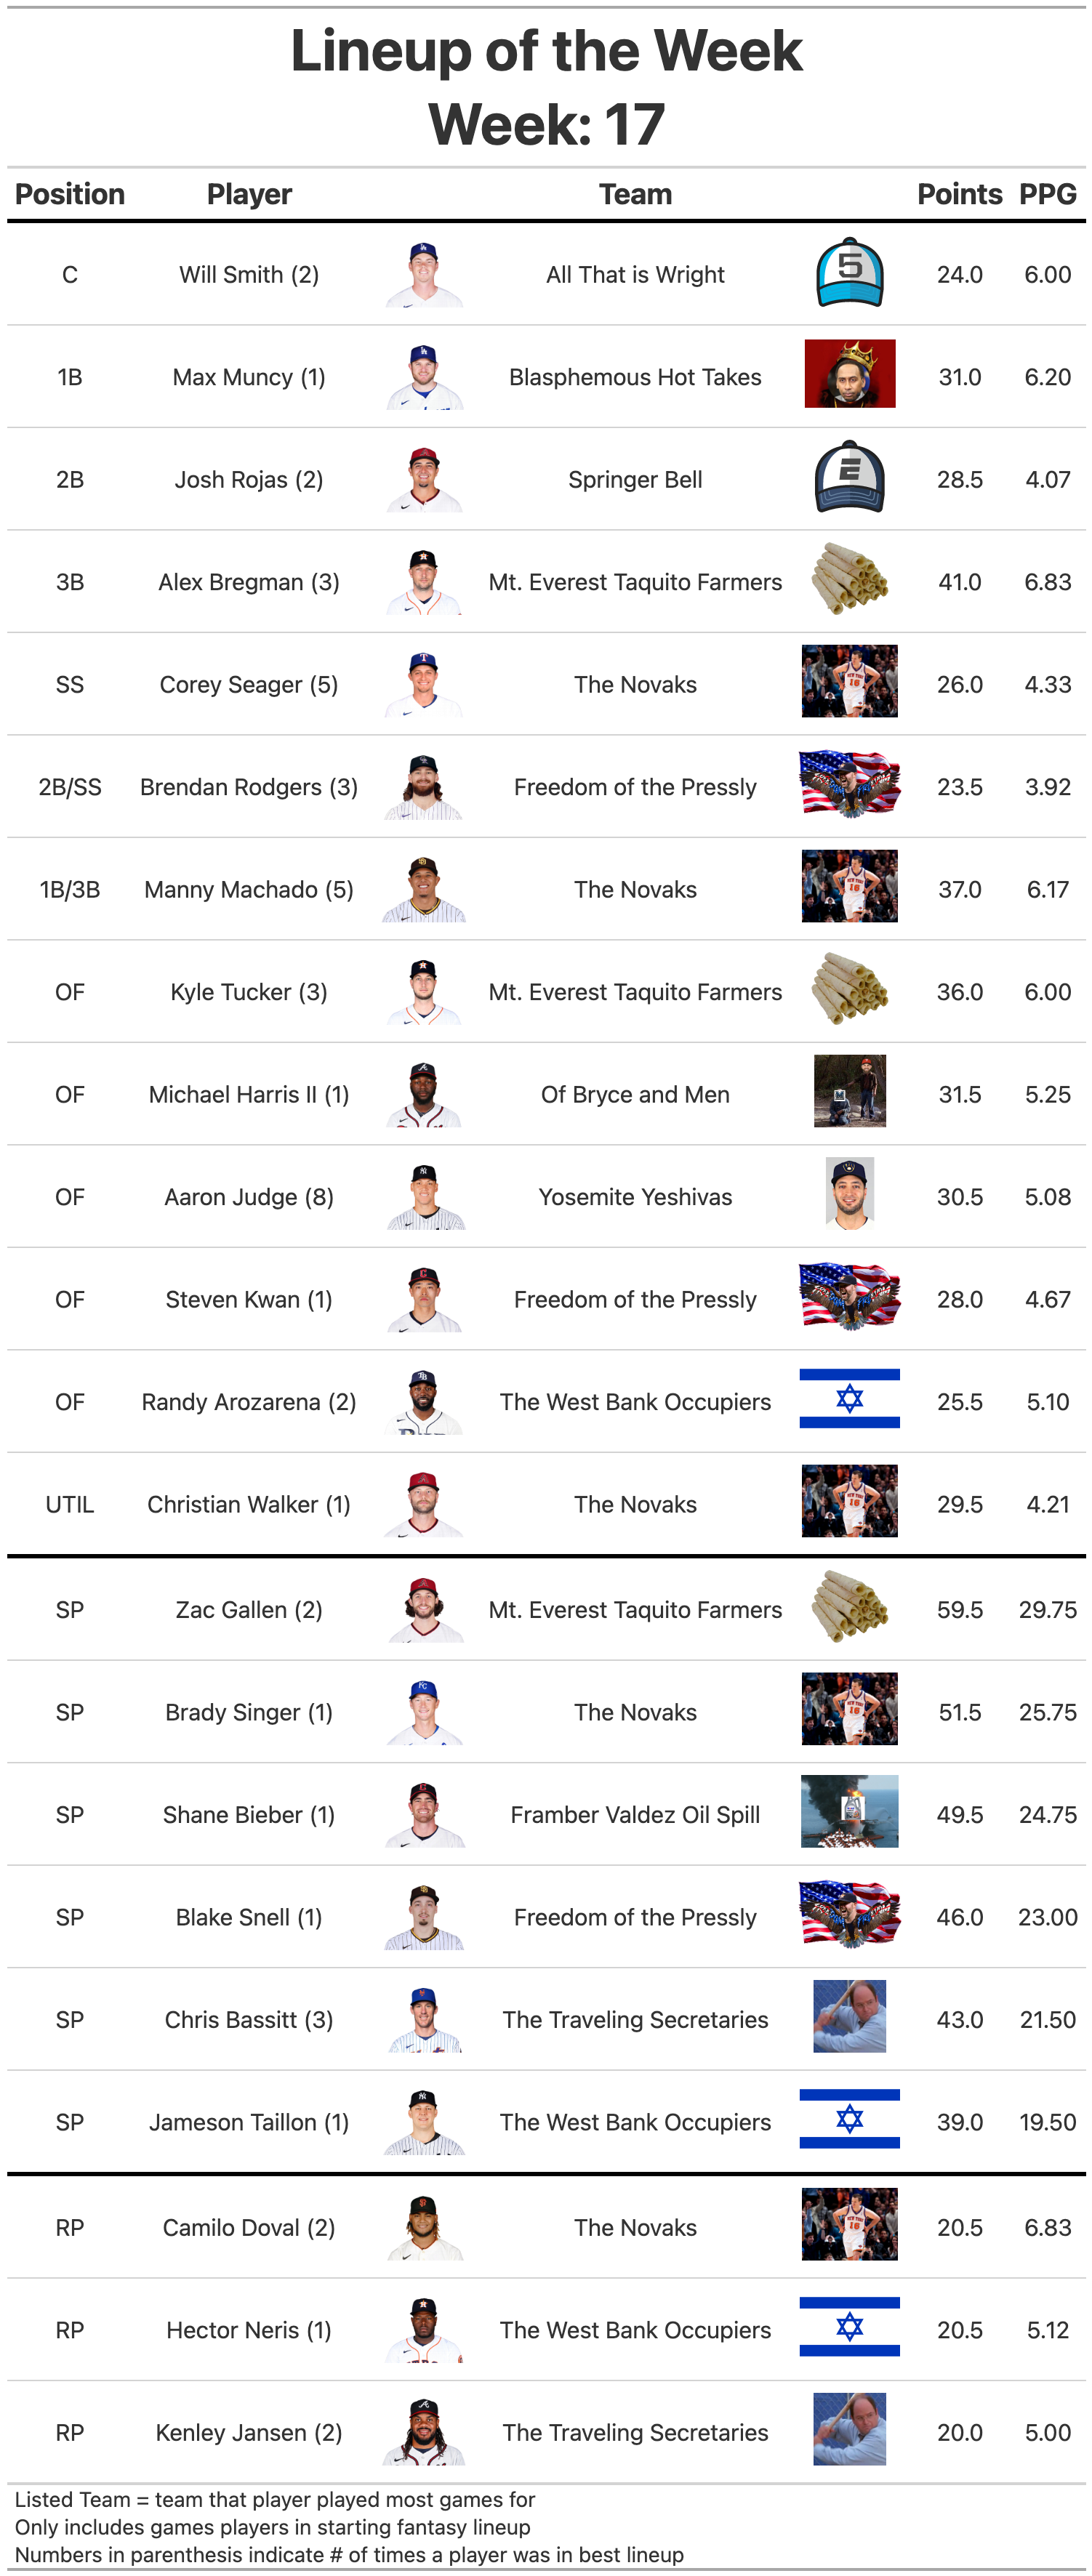 Lineup of the Week
Week: 17
Position Player Team Points PPG
C Will Smith (2) All That is Wright 5 24.0 6.00
1B Max Muncy (1) Blasphemous Hot Takes 31.0 6.20
2B Josh Rojas (2) Springer Bell E 28.5 4.07
3B Alex Bregman (3) Mt. Everest Taquito Farmers 41.0 6.83
SS Corey Seager (5) The Novaks 26.0 4.33
2B/SS Brendan Rodgers (3) Freedom of the Pressly 23.5 3.92
1B/3B Manny Machado (5) The Novaks 37.0 6.17
OF Kyle Tucker (3) Mt. Everest Taquito Farmers 36.0 6.00
OF Michael Harris II (1) Of Bryce and Men 31.5 5.25
OF Aaron Judge (8) Yosemite Yeshivas 30.5 5.08
OF Steven Kwan (1) Freedom of the Pressly 28.0 4.67
OF Randy Arozarena (2) The West Bank Occupiers 25.5 5.10
UTIL Christian Walker (1) The Novaks 29.5 4.21
SP Zac Gallen (2) Mt. Everest Taquito Farmers 59.5 29.75
SP Brady Singer (1) The Novaks 51.5 25.75
SP Shane Bieber (1) Framber Valdez Oil Spill 49.5 24.75
SP Blake Snell (1) Freedom of the Pressly 46.0 23.00
SP Chris Bassitt (3) The Traveling Secretaries 43.0 21.50
SP Jameson Taillon (1) The West Bank Occupiers 39.0 19.50
RP Camilo Doval (2) The Novaks 20.5 6.83
RP Hector Neris (1) The West Bank Occupiers 20.5 5.12
RP Kenley Jansen (2) The Traveling Secretaries 20.0 5.00
Listed Team = team that player played most games for
Only includes games players in starting fantasy lineup
Numbers in parenthesis indicate # of times a player was in best lineup